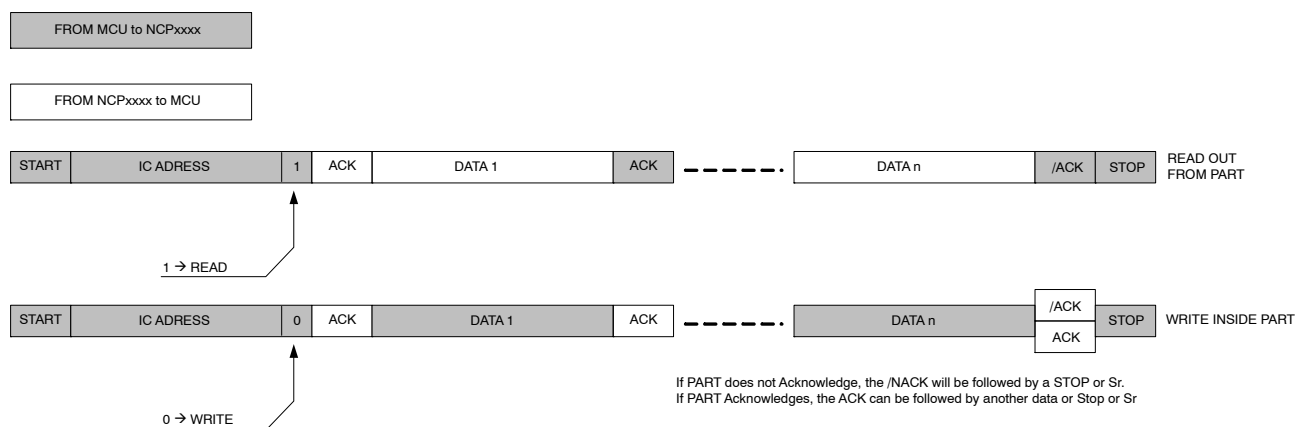 FROM MCU to NCPxxxx
FROM NCPxxxx to MCU
START IC ADRESS 1 ACK DATA 1 ACK DATA n /ACK STOP READ OUT
FROM PART
1 → READ
START IC ADRESS 0 ACK DATA 1 ACK DATA n /ACK STOP WRITE INSIDE PART
ACK
If PART does not Acknowledge, the /NACK will be followed by a STOP or Sr.
If PART Acknowledges, the ACK can be followed by another data or Stop or Sr
0 → WRITE